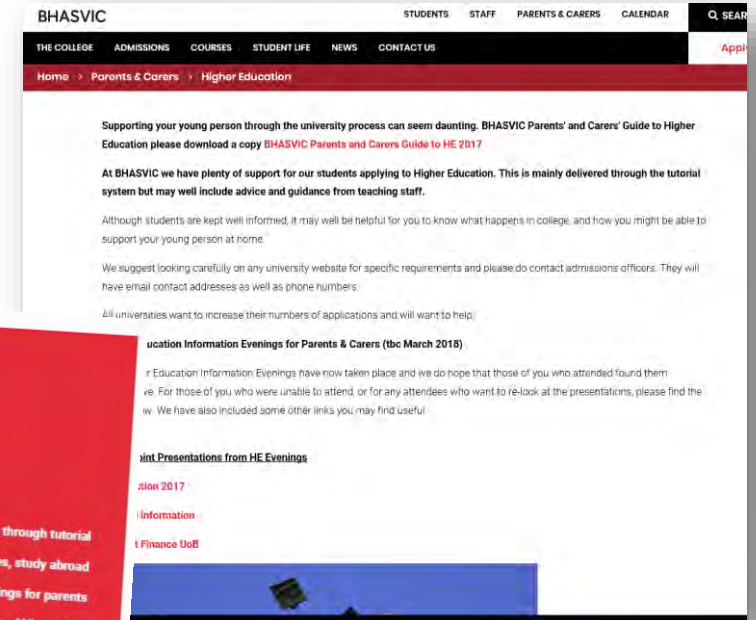 BHASVIC
STUDENTS STAFF PARENTS & CARERS CALENDAR SEAR
THE COLLEGE ADMISSIONS COURSES STUDENT LIFE NEWS CONTACT US Appl
Home > Parents & Carers > Higher Education
Supporting your young person through the university process can seem daunting. BHASVIC Parents' and Carers' Guide to Higher
Education please download a copy BHASVIC Parents and Carers Guide to HE 2017
At BHASVIC we have plenty of support for our students applying to Higher Education. This is mainly delivered through the tutorial
system but may well include advice and guidance from teaching staff.
Although students are kept well informed, it may well be helpful for you to know what happens in college, and how you might be able to
support your young person at home.
We suggest looking carefully on any university website for specific requirements and please do contact admissions officers. They will
have email contact addresses as well as phone numbers.
All universities want to increase their numbers of applications and will want to help.
ucation Information Evenings for Parents & Carers (tbc March 2018)
r Education Information Evenings have now taken place and we do hope that those of you who attended found them
ve. For those of you who were unable to attend, or for any attendees who want to re-look at the presentations, please find the
w. We have also included some other links you may find useful
int Presentations from HE Evenings
tion 2017
Information
t Finance UoB
through tutorial
es, study abroad
ings for parents